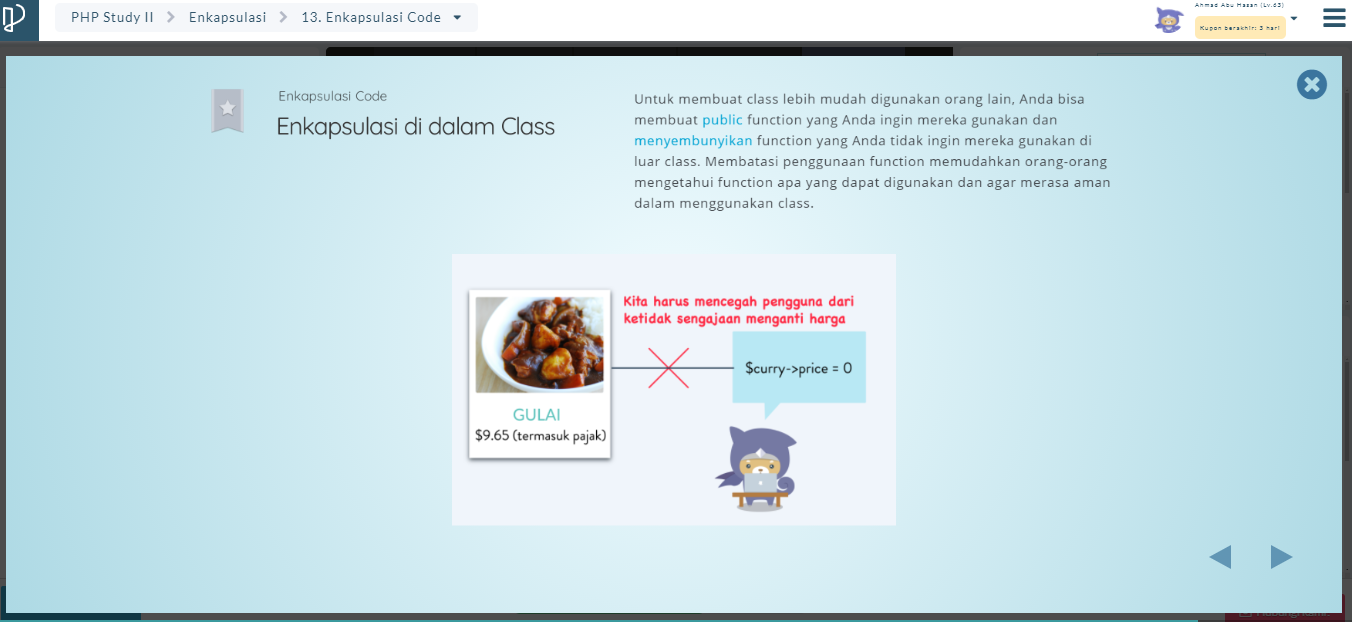 PHP Study II
Enkapsulasi
13. Enkapsulasi Code
Ahmad Abu Hasan (Lv.63)
Kupon berakhir: 3 hari
Enkapsulasi Code
Enkapsulasi di dalam Class
Untuk membuat class lebih mudah digunakan orang lain, Anda bisa
membuat public function yang Anda ingin mereka gunakan dan
menyembunyikan function yang Anda tidak ingin mereka gunakan di
luar class. Membatasi penggunaan function memudahkan orang-orang
mengetahui function apa yang dapat digunakan dan agar merasa aman
dalam menggunakan class.
Kita harus mencegah pengguna dari
ketidak sengajaan menganti harga
$curry->price = 0
GULAI
$9.65 (termasuk pajak)